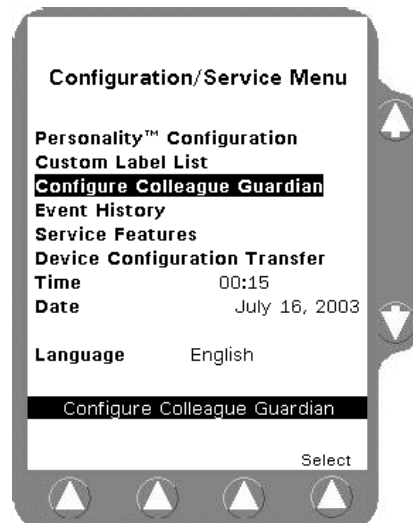 Configuration/Service Menu
Personality™ Configuration
Custom Label List
Configure Colleague Guardian
Event History
Service Features
Device Configuration Transfer
Time 00:15
Date July 16, 2003
Language English
Configure Colleague Guardian
Select